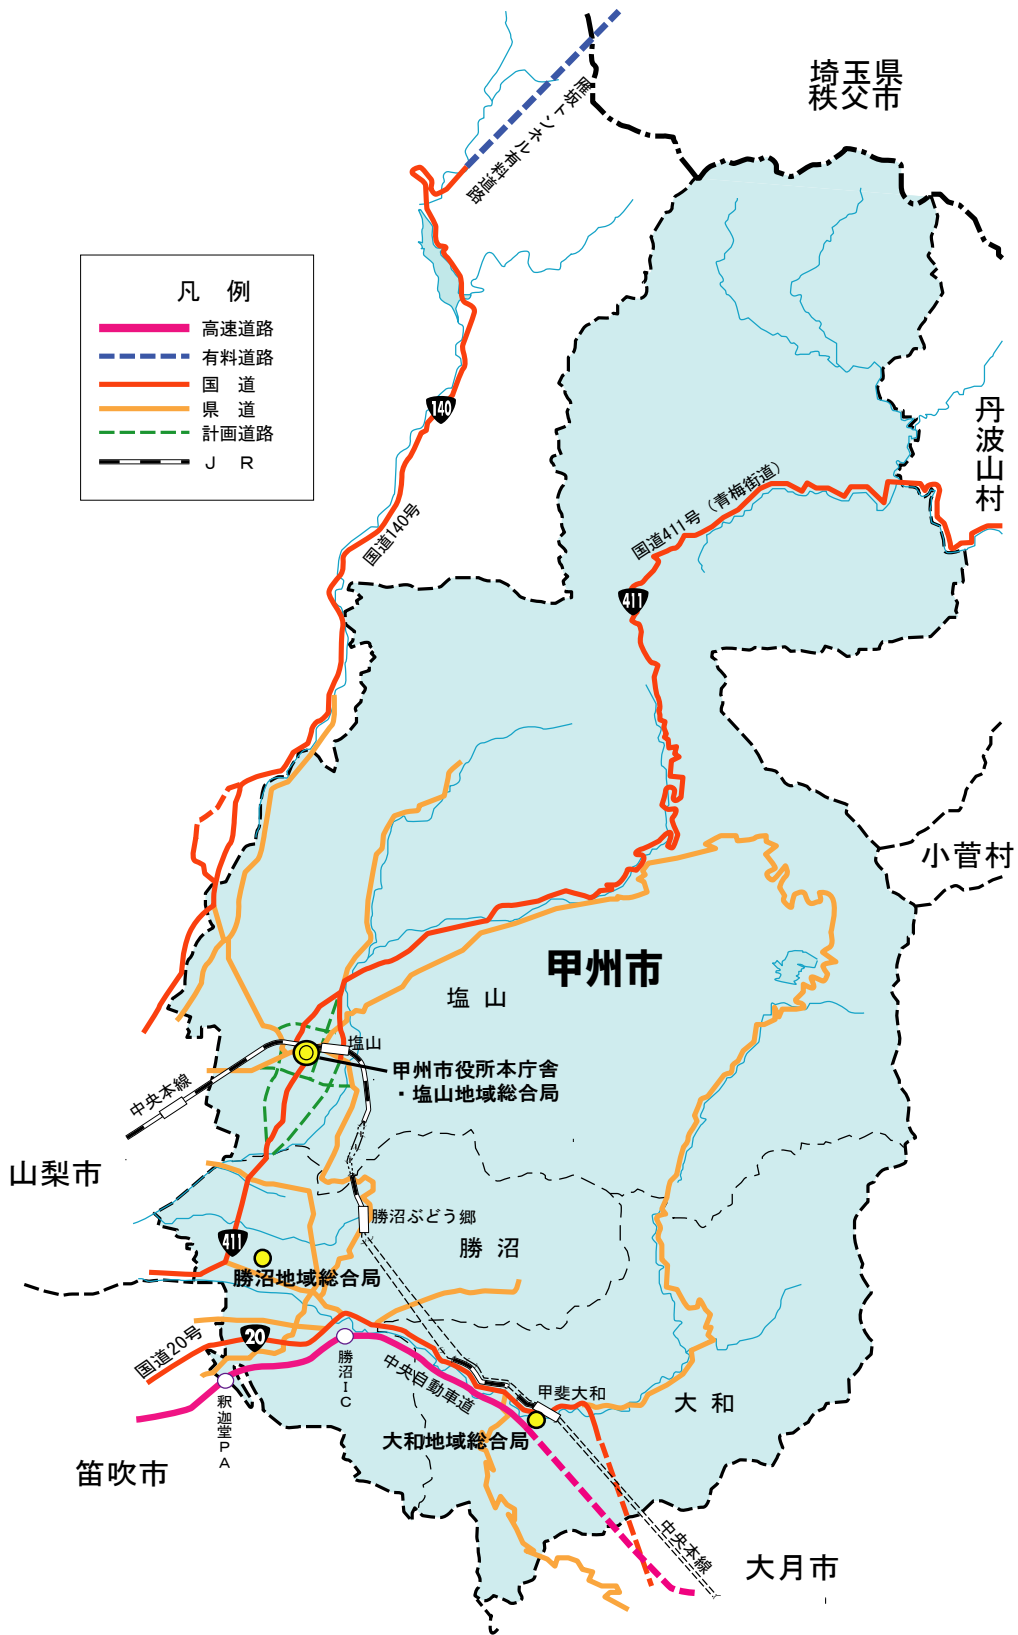 埼玉県
秩父市
雁坂トンネル有料道路
凡 例
高速道路
有料道路
国 道
県 道
計画道路
J R
140
国道140号
丹波山村
国道411号（青梅街道）
411
小菅村
甲州市
塩 山
塩山
甲州市役所本庁舎
・塩山地域総合局
中央本線
山梨市
勝沼ぶどう郷
勝 沼
411
勝沼地域総合局
20
国道20号
勝沼IC
中央自動車道
釈迦堂PA
甲斐大和
大 和
大和地域総合局
笛吹市
中央本線
大月市